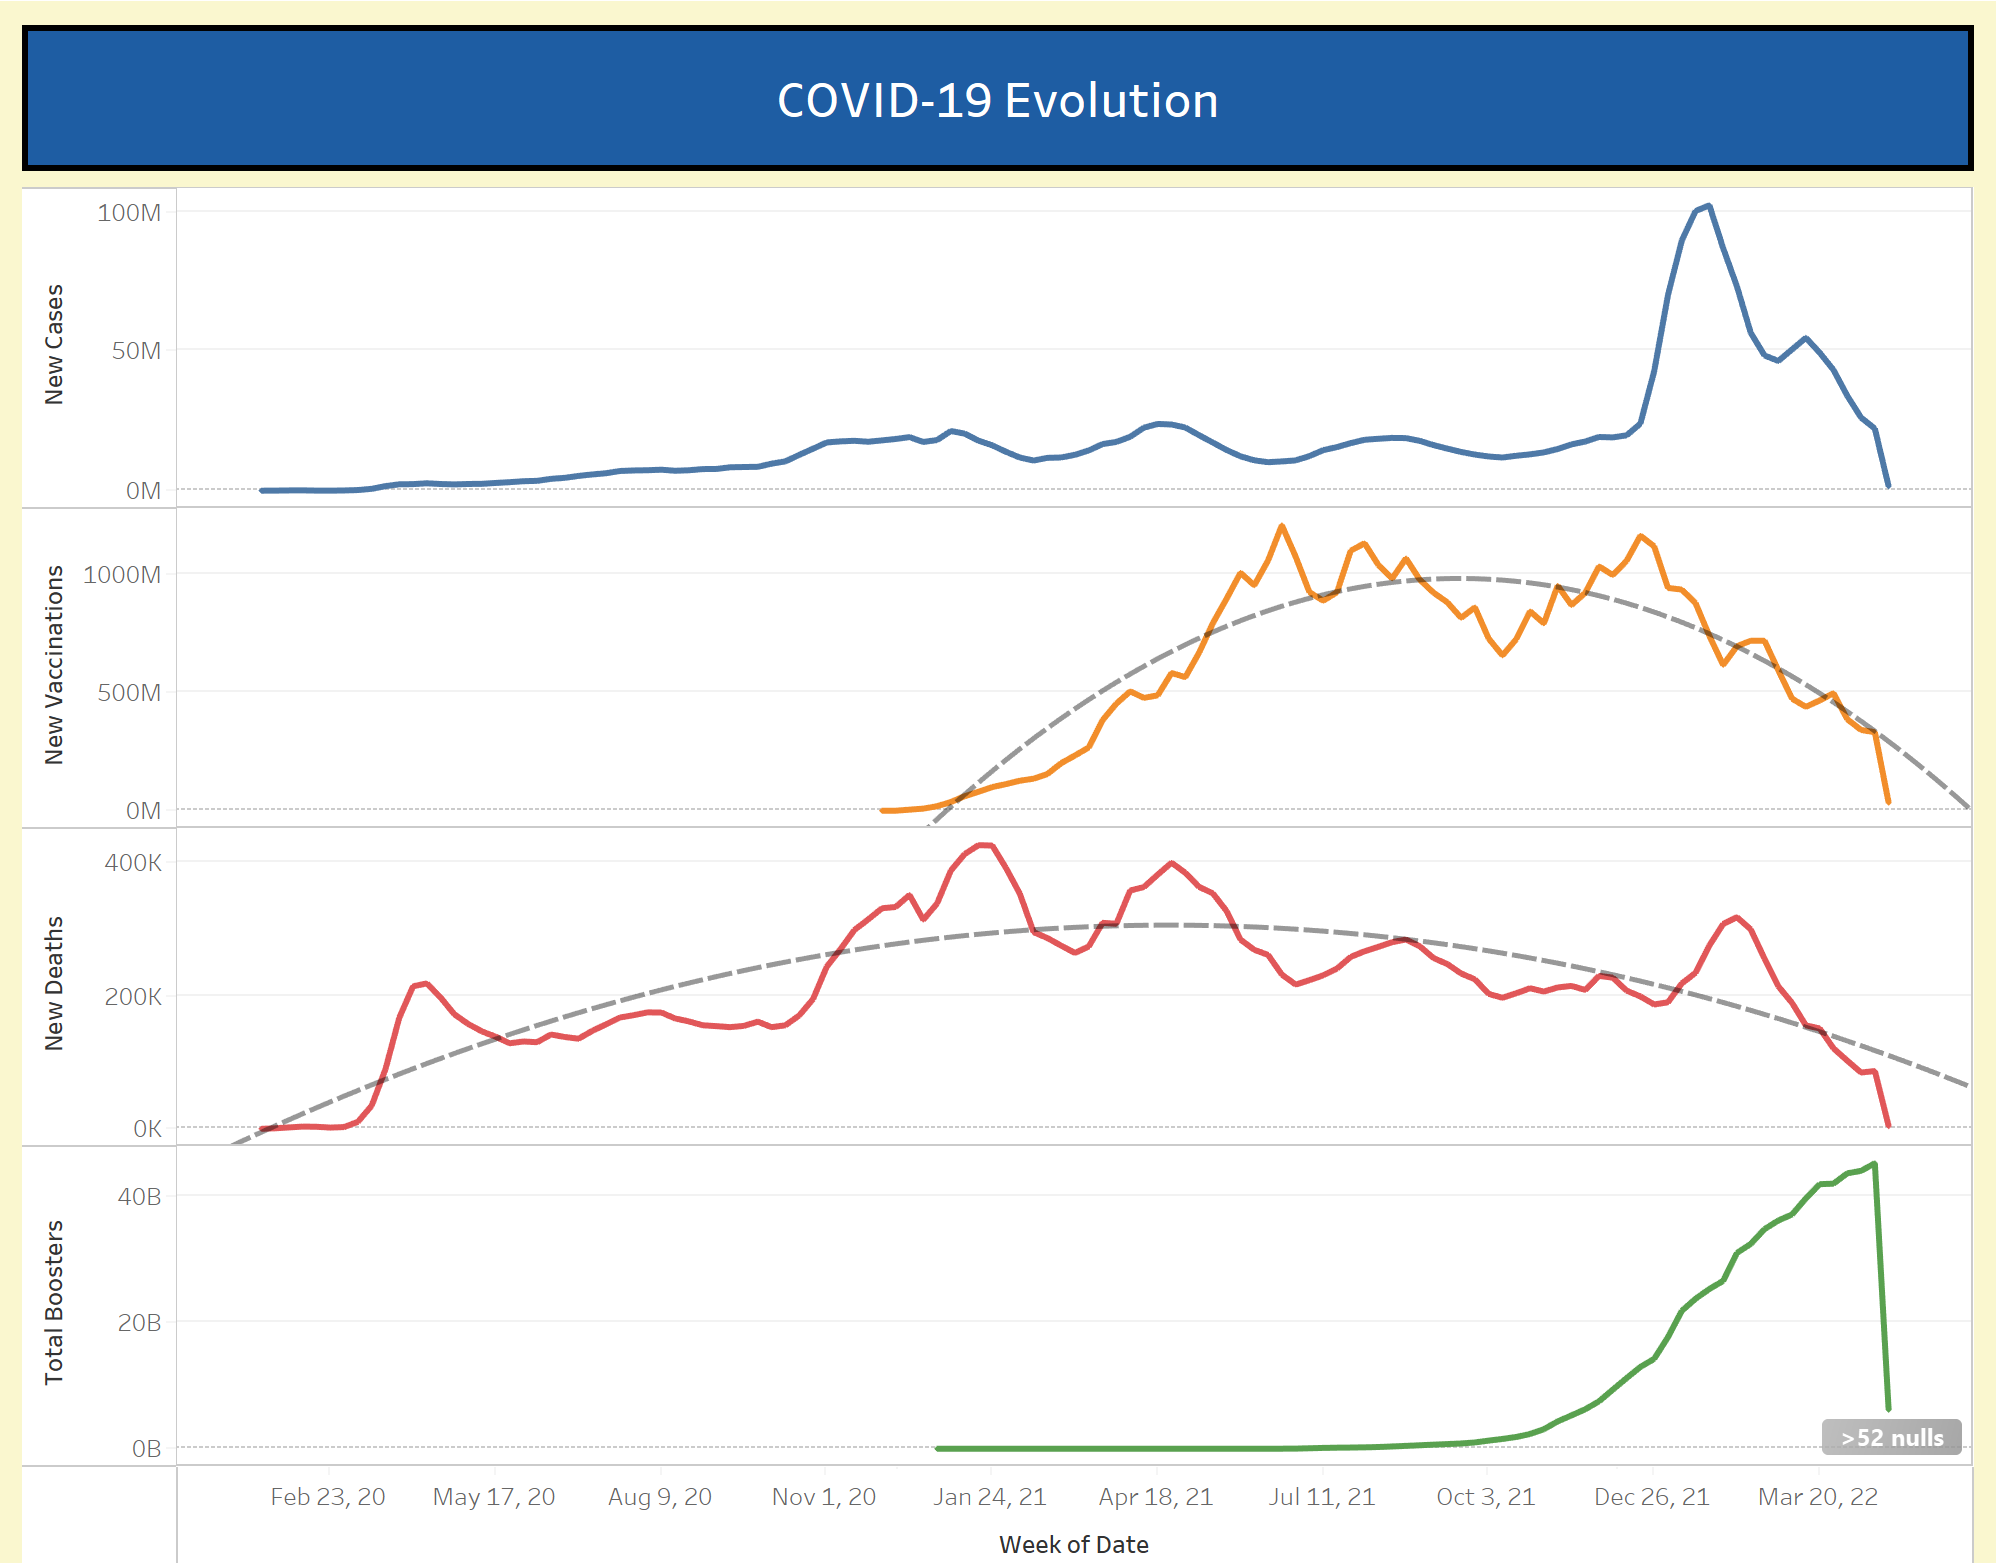 COVID-19 Evolution
New Cases
100M
50M
0M
New Vaccinations
1000M
500M
0M
New Deaths
400K
200K
0K
Total Boosters
40B
20B
0B
>52 nulls
Feb 23, 20 May 17, 20 Aug 9, 20 Nov 1, 20 Jan 24, 21 Apr 18, 21 Jul 11, 21 Oct 3, 21 Dec 26, 21 Mar 20, 22
Week of Date